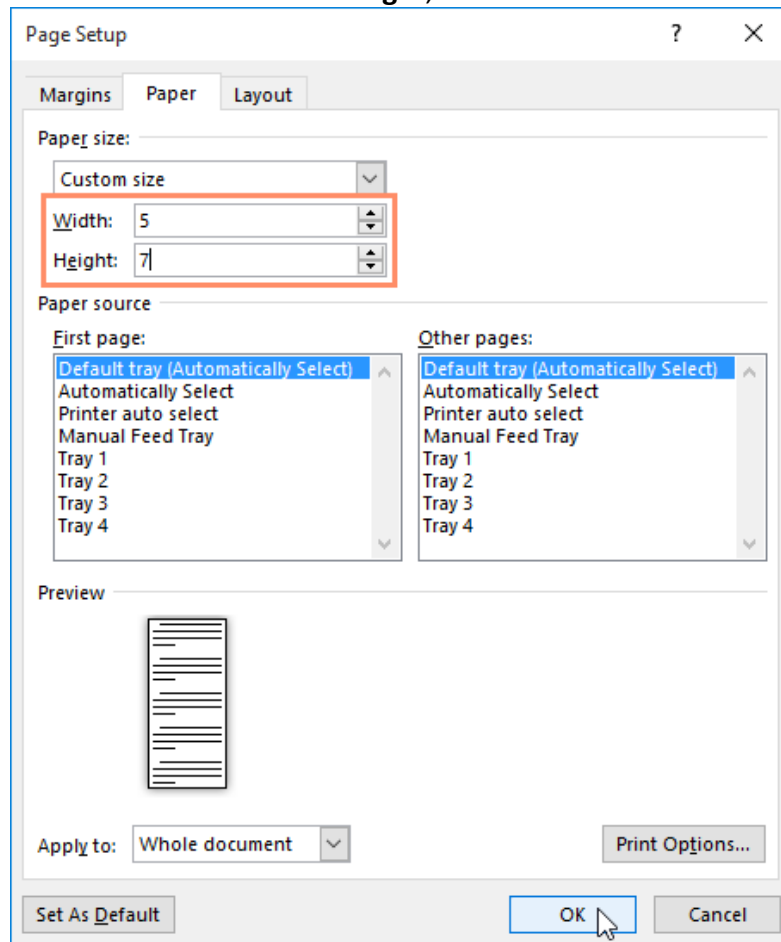 Page Setup ?
Margins Paper Layout
Paper size:
Custom size
Width: 5
Height: 7
Paper source
First page: Other pages:
Default tray (Automatically Select) Default tray (Automatically Select)
Automatically Select Automatically Select
Printer auto select Printer auto select
Manual Feed Tray Manual Feed Tray
Tray 1 Tray 1
Tray 2 Tray 2
Tray 3 Tray 3
Tray 4 Tray 4
Preview
Apply to: Whole document Print Options...
Set As Default OK Cancel